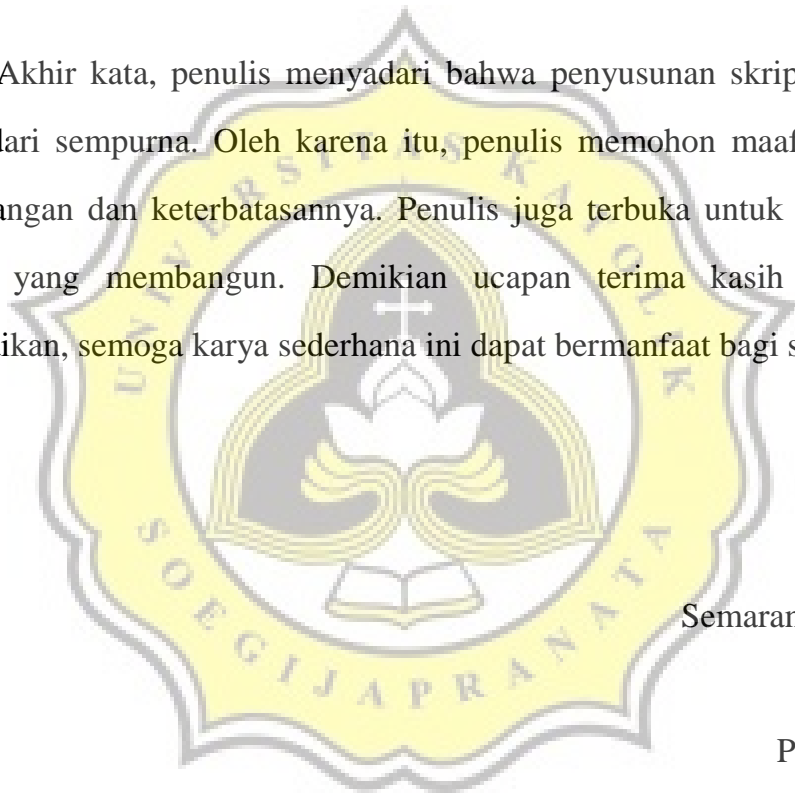 Akhir kata, penulis menyadari bahwa penyusunan skrip
dari sempurna. Oleh karena itu, penulis memohon maaf
angan dan keterbatasannya. Penulis juga terbuka untuk
yang membangun. Demikian ucapan terima kasih
ikan, semoga karya sederhana ini dapat bermanfaat bagi s
UNIVERSITAS KATOLIK
SOEGIJAPRANATA
Semaran
P